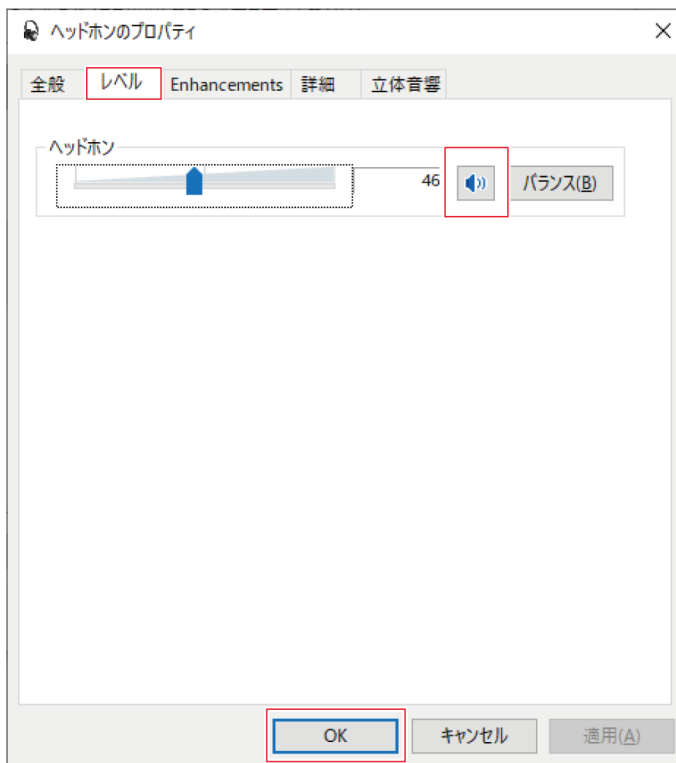 ヘッドホンのプロパティ
全般 レベル Enhancements 詳細 立体音響
ヘッドホン
46 バランス(B)
OK キャンセル 適用(A)